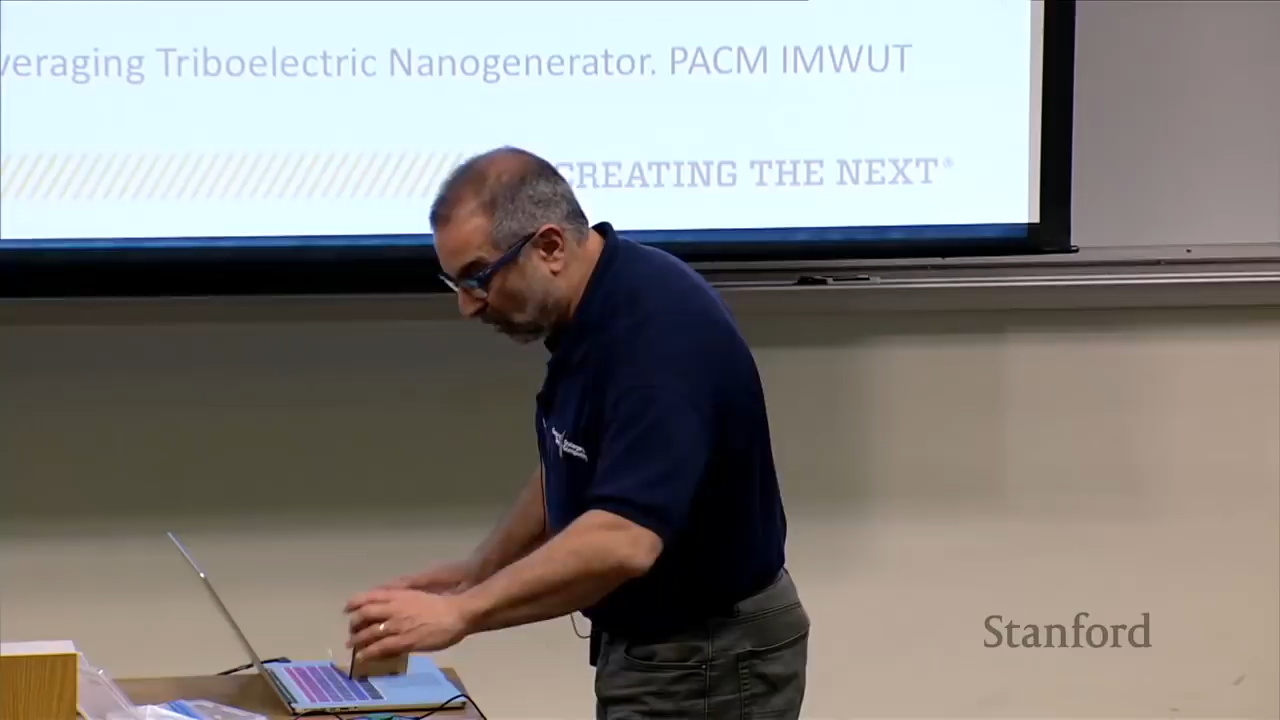 veraging Triboelectric Nanogenerator. PACM IMWUT
CREATING THE NEXT®
Stanford